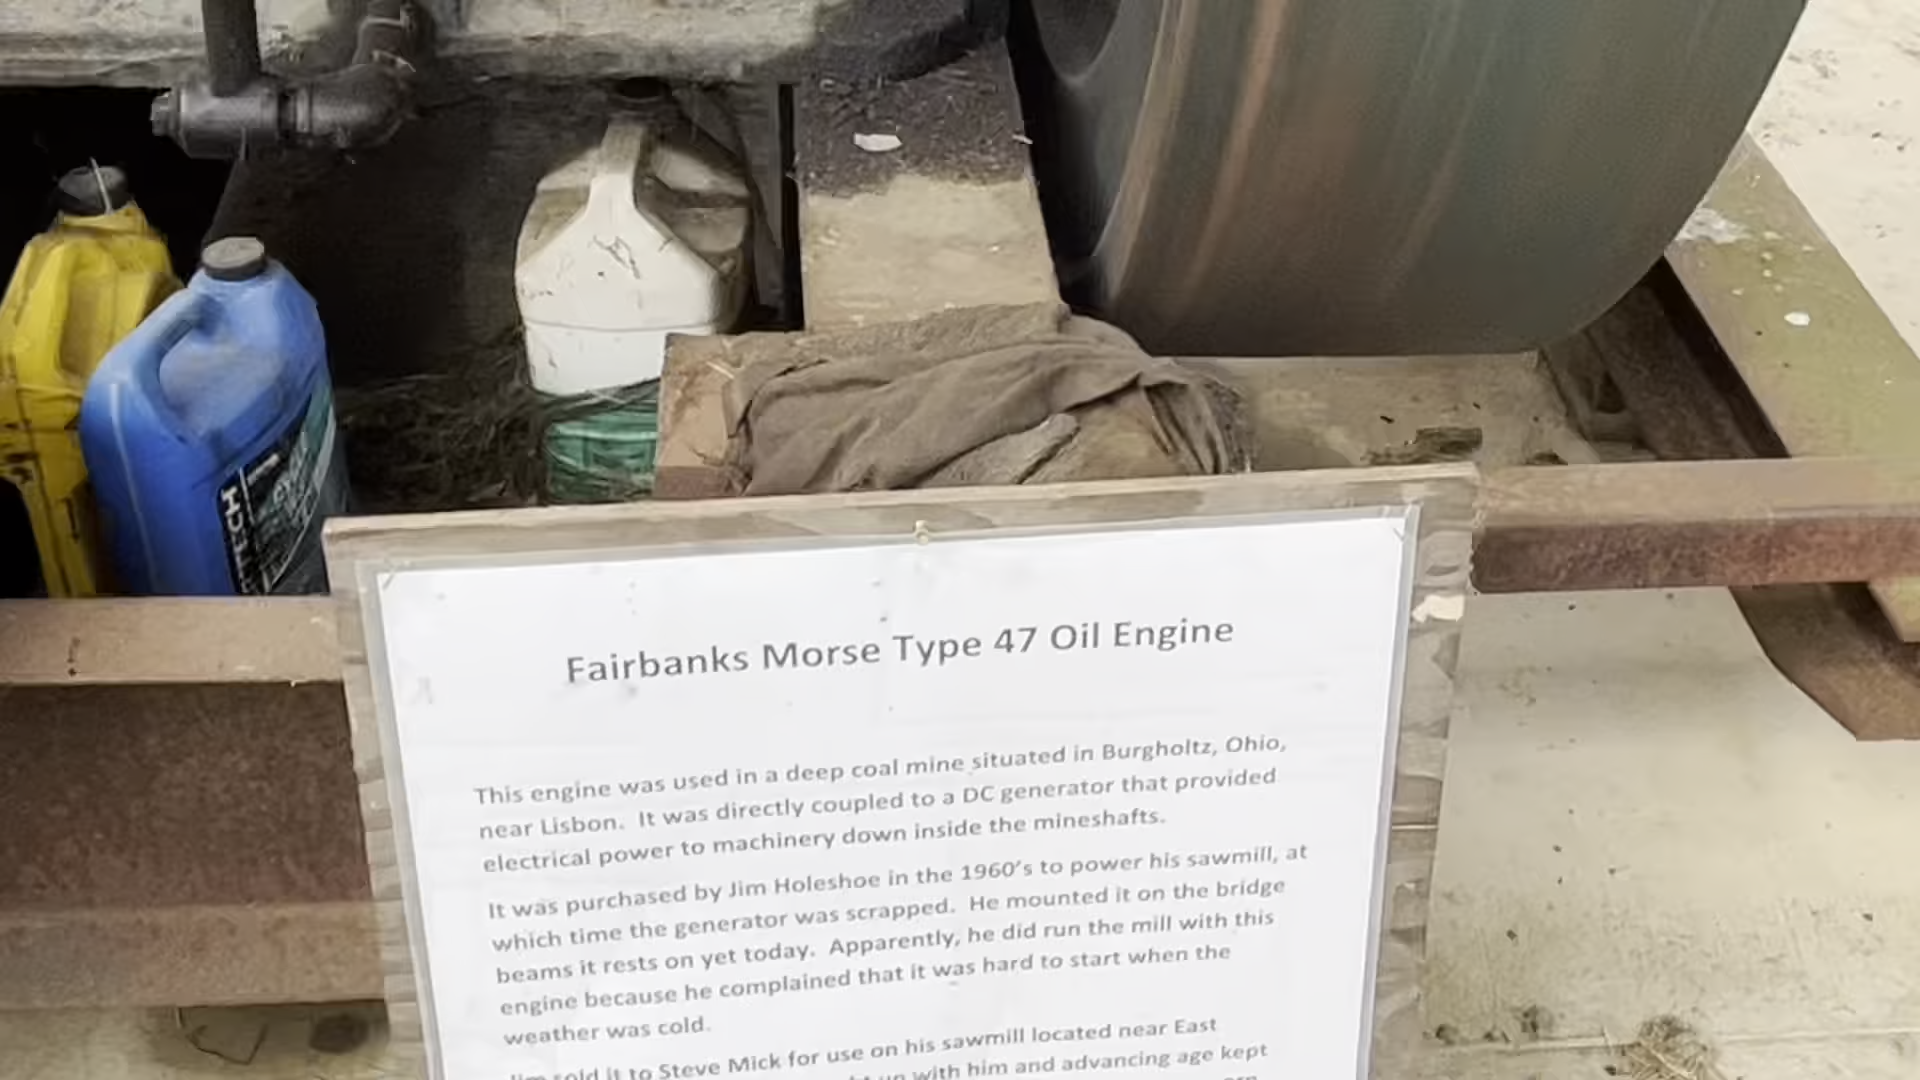 Fairbanks Morse Type 47 Oil Engine
This engine was used in a deep coal mine situated in Burgholtz, Ohio,
near Lisbon. It was directly coupled to a DC generator that provided
electrical power to machinery down inside the mineshafts.
It was purchased by Jim Holeshoe in the 1960's to power his sawmill, at
which time the generator was scrapped. He mounted it on the bridge
beams it rests on yet today. Apparently, he did run the mill with this
engine because he complained that it was hard to start when the
weather was cold.
Jim sold it to Steve Mick for use on his sawmill located near East
with him and advancing age kept